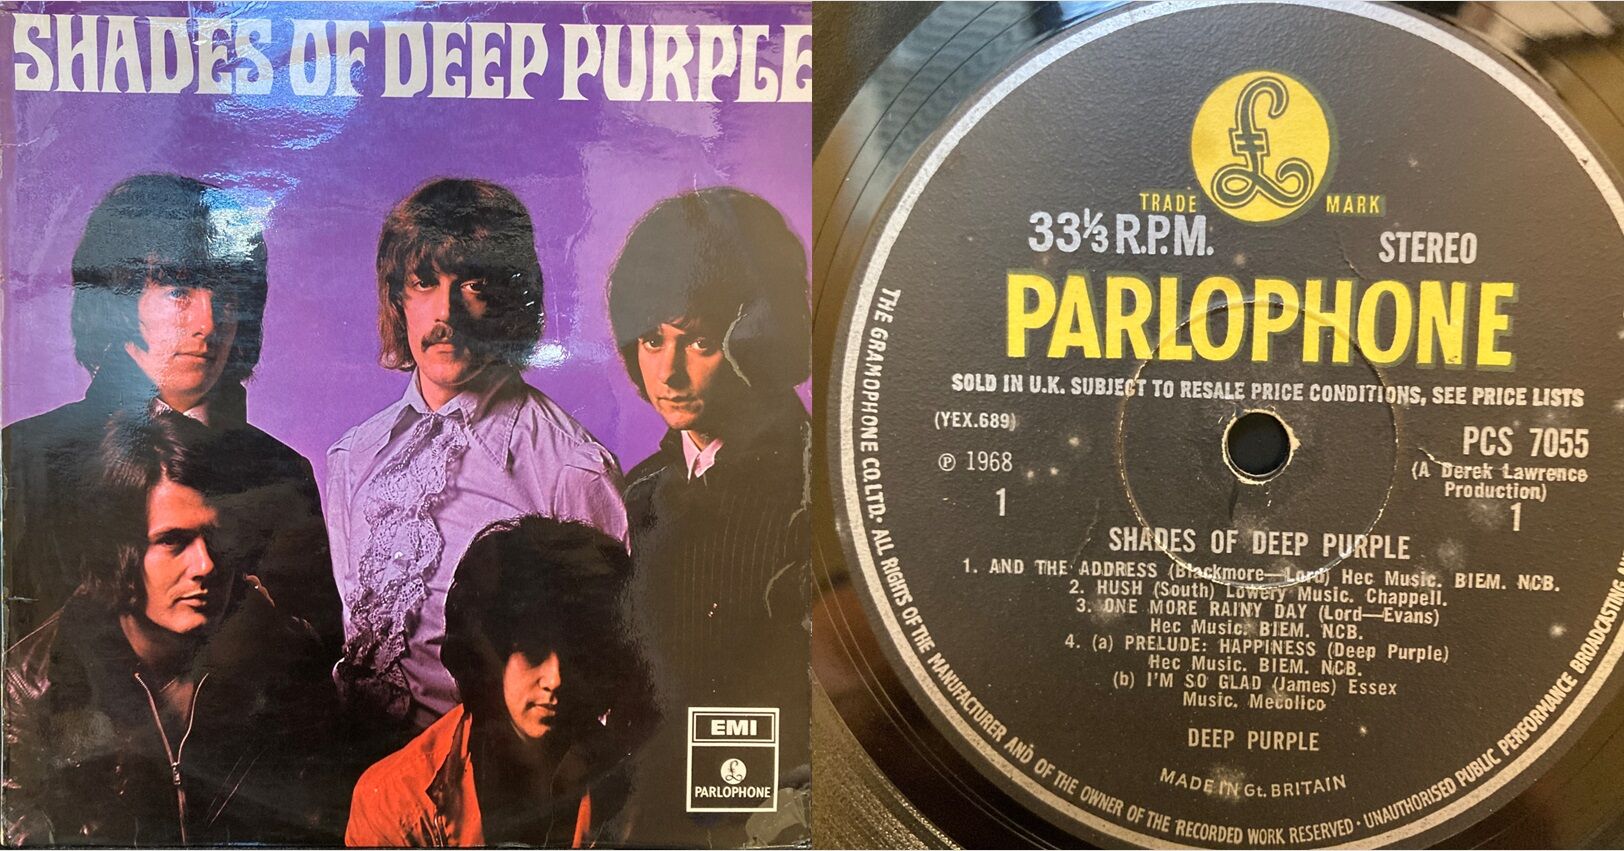 SHADES OF DEEP PURPLE
EMI
£
PARLOPHONE
£
TRADE MARK
33⅓ R.P.M.
STEREO
PARLOPHONE
SOLD IN U.K. SUBJECT TO RESALE PRICE CONDITIONS, SEE PRICE LISTS
(YEX.689)
PCS 7055
℗ 1968
(A Derek Lawrence
Production)
1
1
SHADES OF DEEP PURPLE
1. AND THE ADDRESS (Blackmore—Lord) Hec Music. BIEM. NCB.
2. HUSH (South) Lowery Music. Chappell.
3. ONE MORE RAINY DAY (Lord—Evans)
Hec Music. BIEM. NCB.
4. (a) PRELUDE: HAPPINESS (Deep Purple)
Hec Music. BIEM. NCB.
(b) I'M SO GLAD (James) Essex
Music. Mecolico
DEEP PURPLE
MADE IN Gt. BRITAIN
THE GRAMOPHONE CO. LTD. • ALL RIGHTS OF THE MANUFACTURER AND OF THE OWNER OF THE RECORDED WORK RESERVED • UNAUTHORISED PUBLIC PERFORMANCE BROADCASTING